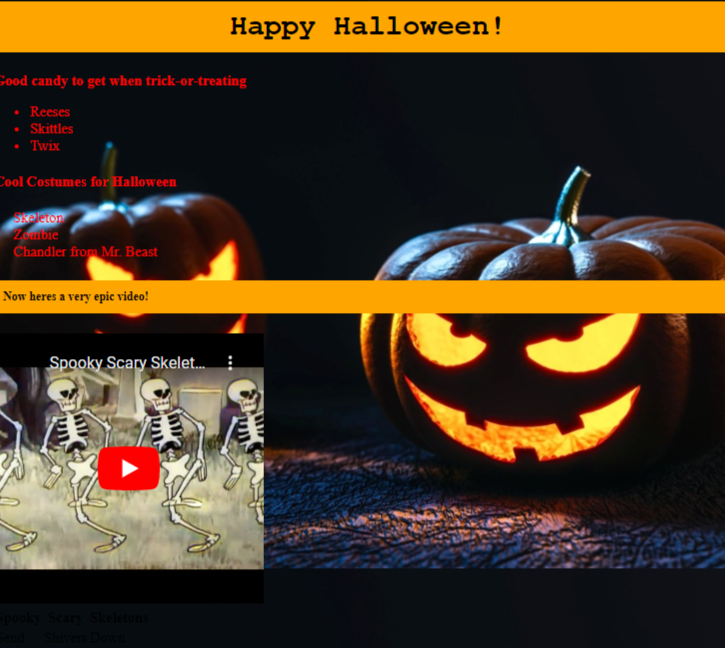 Happy Halloween!
Good candy to get when trick-or-treating
Reeses
Skittles
Twix
Cool Costumes for Halloween
Skeleton
Zombie
Chandler from Mr. Beast
Now heres a very epic video!
Spooky Scary Skelet...
Spooky Scary Skeletons
Send Shivers Down